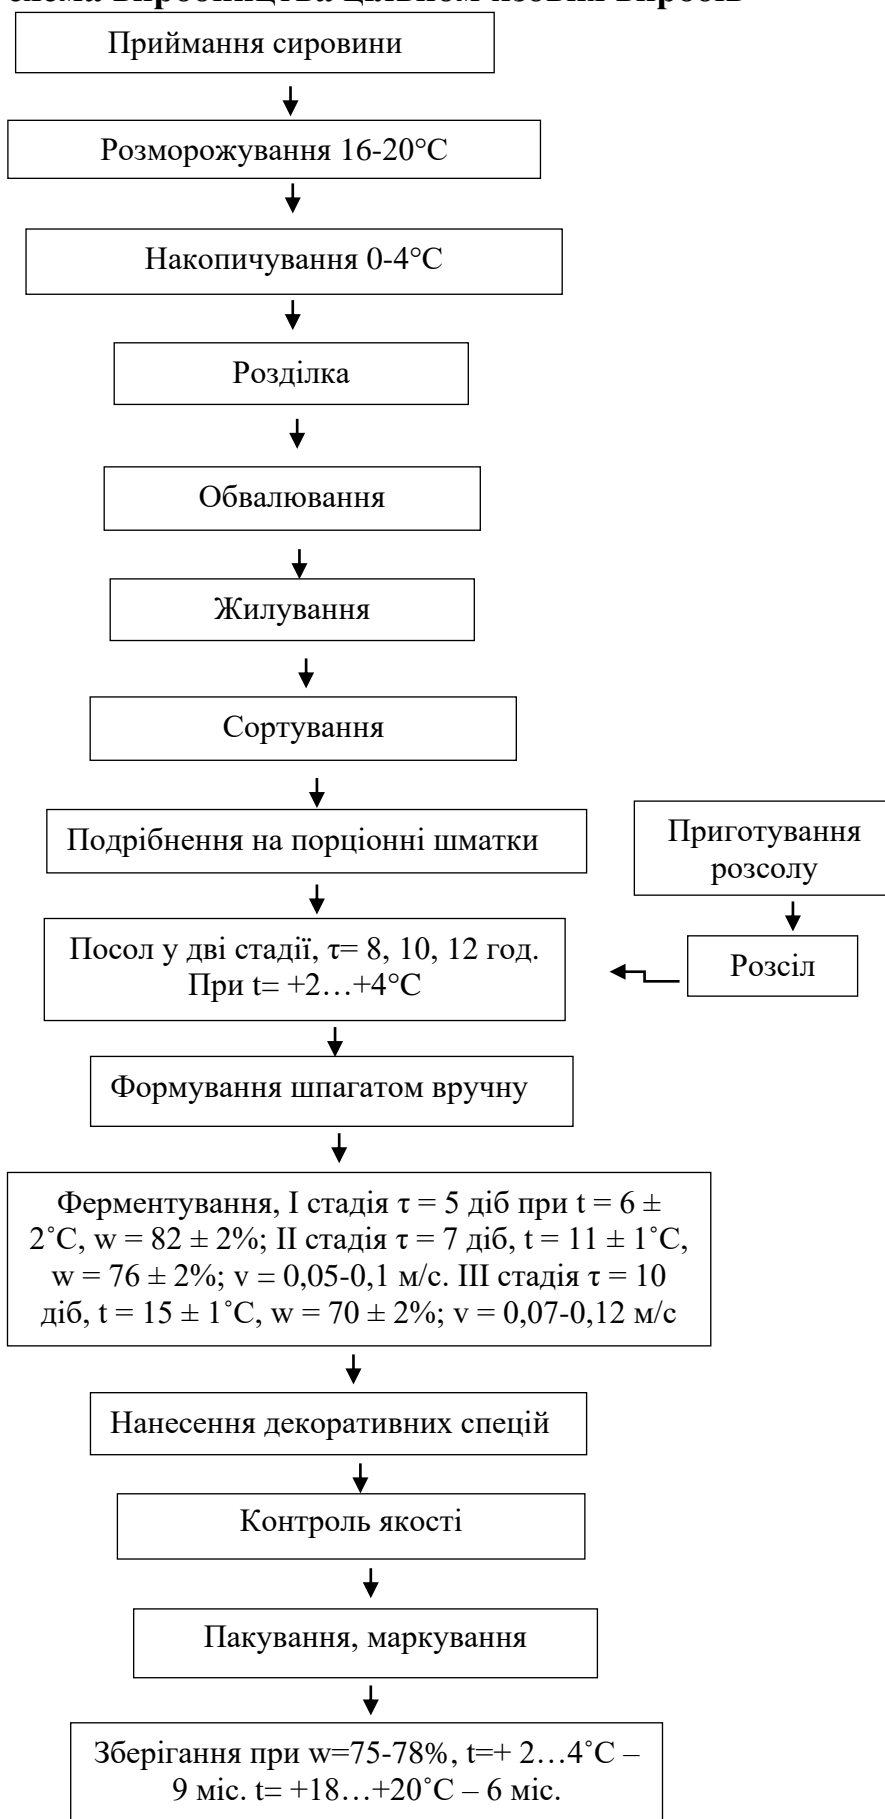 Приймання сировини
Розморожування 16-20°С
Накопичування 0-4°С
Розділка
Обвалювання
Жилування
Сортування
Подрібнення на порціонні шматки
Приготування
розсолу
Посол у дві стадії, τ= 8, 10, 12 год.
При t= +2…+4°С
Розсіл
Формування шпагатом вручну
Ферментування, І стадія τ = 5 діб при t = 6 ±
2˚С, w = 82 ± 2%; ІІ стадія τ = 7 діб, t = 11 ± 1˚С,
w = 76 ± 2%; v = 0,05-0,1 м/с. ІІІ стадія τ = 10
діб, t = 15 ± 1˚С, w = 70 ± 2%; v = 0,07-0,12 м/с
Нанесення декоративних спецій
Контроль якості
Пакування, маркування
Зберігання при w=75-78%, t=+ 2…4˚С –
9 міс. t= +18…+20˚С – 6 міс.